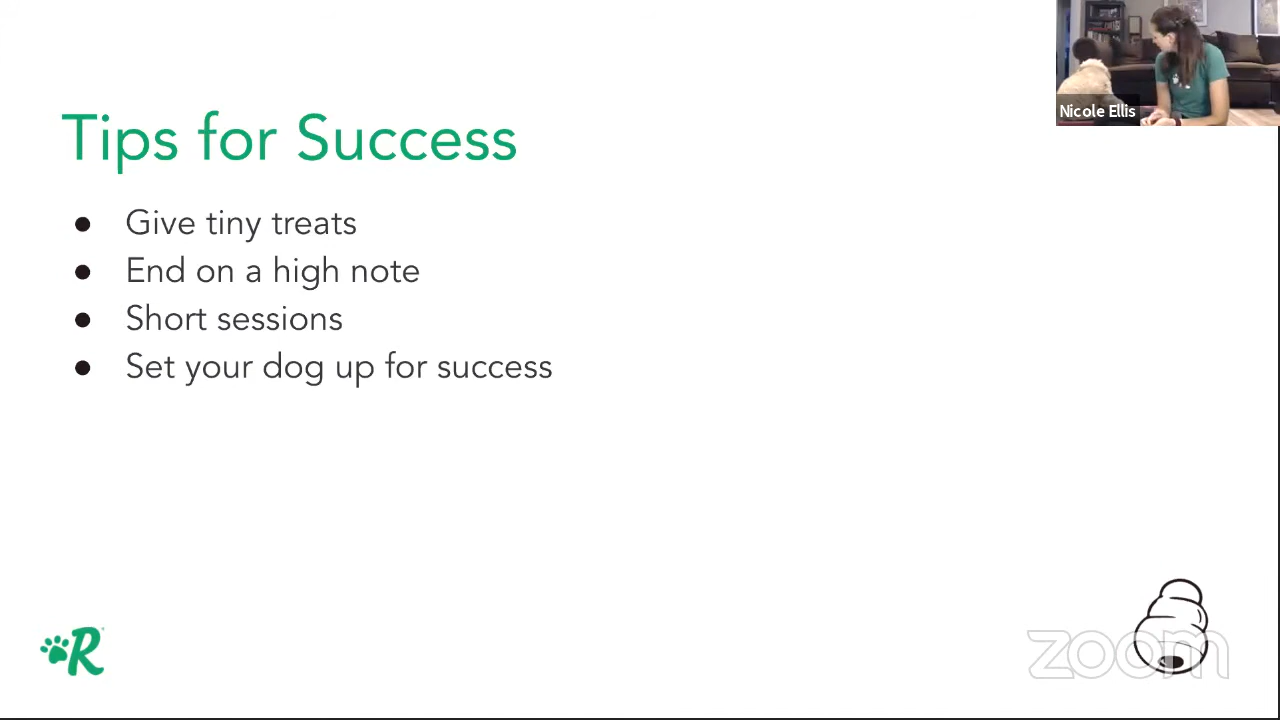 Nicole Ellis
Tips for Success
● Give tiny treats
● End on a high note
● Short sessions
● Set your dog up for success
R
zoom